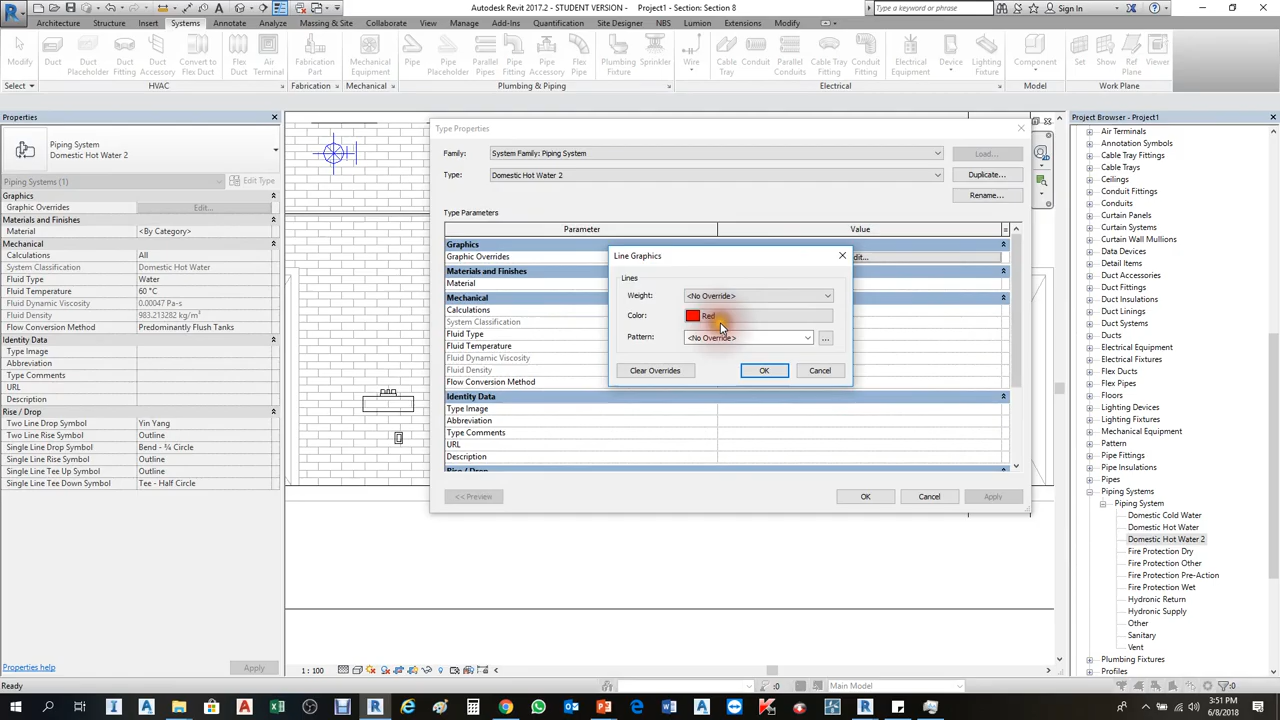 Autodesk Revit 2017.2 - STUDENT VERSION - Project1 - Section: Section 8
Type a keyword or phrase
Sign In
Architecture Structure Insert Systems Annotate Analyze Massing & Site Collaborate View Manage Add-Ins Quantification Site Designer NBS Lumion Extensions Modify
Modify
Duct
Duct Placeholder
Duct Fitting
Duct Accessory
Convert to Flex Duct
Flex Duct
Air Terminal
Fabrication Part
Mechanical Equipment
Pipe
Pipe Placeholder
Parallel Pipes
Pipe Fitting
Pipe Accessory
Flex Pipe
Plumbing Fixture
Sprinkler
Wire
Cable Tray
Conduit
Parallel Conduits
Cable Tray Fitting
Conduit Fitting
Electrical Equipment
Device
Lighting Fixture
Component
Set
Show
Ref Plane
Viewer
Select HVAC Fabrication Mechanical Plumbing & Piping Electrical Model Work Plane
Properties
Piping System
Domestic Hot Water 2
Piping Systems (1) Edit Type
Graphics
Graphic Overrides Edit...
Materials and Finishes
Material <By Category>
Mechanical
Calculations All
System Classification Domestic Hot Water
Fluid Type Water
Fluid Temperature 60 °C
Fluid Dynamic Viscosity 0.00047 Pa-s
Fluid Density 983.213282 kg/m³
Flow Conversion Method Predominantly Flush Tanks
Identity Data
Type Image
Abbreviation
Type Comments
URL
Description
Rise / Drop
Two Line Drop Symbol Yin Yang
Two Line Rise Symbol Outline
Single Line Drop Symbol Bend - ¾ Circle
Single Line Rise Symbol Outline
Single Line Tee Up Symbol Outline
Single Line Tee Down Symbol Tee - Half Circle
Properties help Apply
Type Properties
Family: System Family: Piping System Load...
Type: Domestic Hot Water 2 Duplicate...
Rename...
Type Parameters
Parameter Value =
Graphics
Graphic Overrides dit...
Materials and Finishes
Material
Mechanical
Calculations
System Classification
Fluid Type
Fluid Temperature
Fluid Dynamic Viscosity
Fluid Density
Flow Conversion Method
Identity Data
Type Image
Abbreviation
Type Comments
URL
Description
Rise / Drop
<< Preview OK Cancel Apply
Line Graphics
Lines
Weight: <No Override>
Color: Red
Pattern: <No Override> ...
Clear Overrides OK Cancel
Project Browser - Project1
Air Terminals
Annotation Symbols
Cable Tray Fittings
Cable Trays
Ceilings
Conduit Fittings
Conduits
Curtain Panels
Curtain Systems
Curtain Wall Mullions
Data Devices
Detail Items
Duct Accessories
Duct Fittings
Duct Placeholders
Duct Systems
Ducts
Electrical Equipment
Electrical Fixtures
Flex Ducts
Flex Pipes
Floors
Lighting Devices
Lighting Fixtures
Mechanical Equipment
Pattern
Pipe Fittings
Pipe Insulations
Pipes
Piping Systems
Piping System
Domestic Cold Water
Domestic Hot Water
Domestic Hot Water 2
Fire Protection Dry
Fire Protection Other
Fire Protection Pre-Action
Fire Protection Wet
Hydronic Return
Hydronic Supply
Other
Sanitary
Vent
Plumbing Fixtures
Profiles
1 : 100
Ready :0 Main Model :0
3:51 PM
6/8/2018